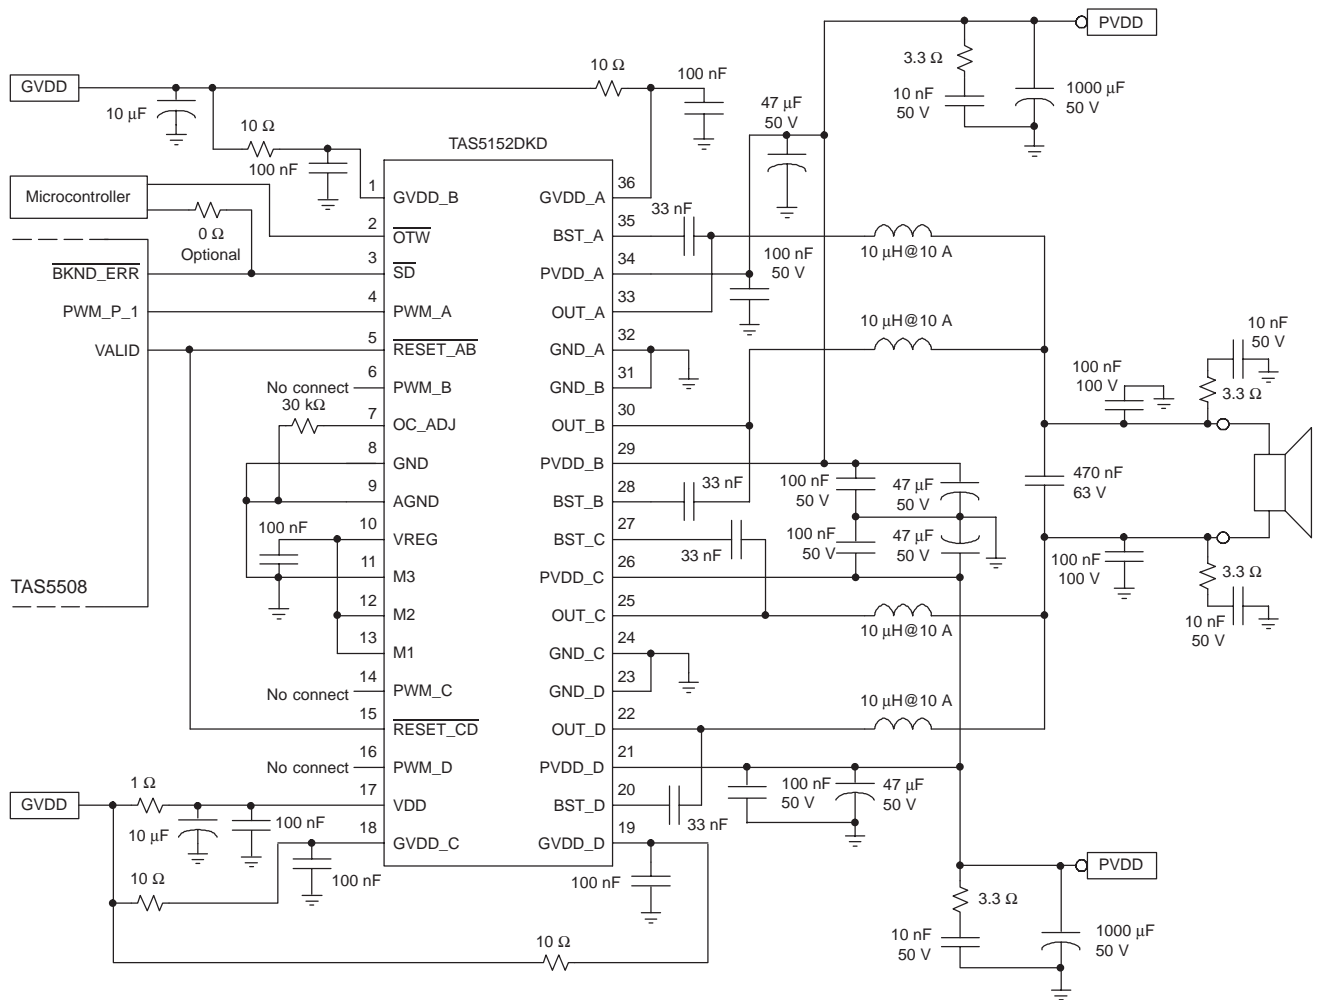 PVDD
3.3 Ω
10 nF
50 V
1000 μF
50 V
GVDD
10 μF
10 Ω
100 nF
10 Ω
100 nF
47 μF
50 V
TAS5152DKD
Microcontroller
0 Ω
Optional
BKND_ERR
PWM_P_1
VALID
TAS5508
1
GVDD_B
2
OTW
3
SD
4
PWM_A
5
RESET_AB
6
No connect
PWM_B
30 kΩ
7
OC_ADJ
8
GND
9
AGND
100 nF
10
VREG
11
M3
12
M2
13
M1
14
No connect
PWM_C
15
RESET_CD
16
No connect
PWM_D
17
VDD
18
GVDD_C
36
GVDD_A
35
BST_A
34
PVDD_A
33
OUT_A
32
GND_A
31
GND_B
30
OUT_B
29
PVDD_B
28
BST_B
27
BST_C
26
PVDD_C
25
OUT_C
24
GND_C
23
GND_D
22
OUT_D
21
PVDD_D
20
BST_D
19
GVDD_D
33 nF
100 nF
50 V
10 μH@10 A
10 μH@10 A
33 nF
33 nF
100 nF
50 V
47 μF
50 V
100 nF
50 V
47 μF
50 V
10 μH@10 A
10 μH@10 A
100 nF
50 V
47 μF
50 V
33 nF
100 nF
10 nF
50 V
3.3 Ω
100 nF
100 V
470 nF
63 V
100 nF
100 V
3.3 Ω
10 nF
50 V
GVDD
1 Ω
10 μF
100 nF
10 Ω
100 nF
10 Ω
PVDD
3.3 Ω
10 nF
50 V
1000 μF
50 V